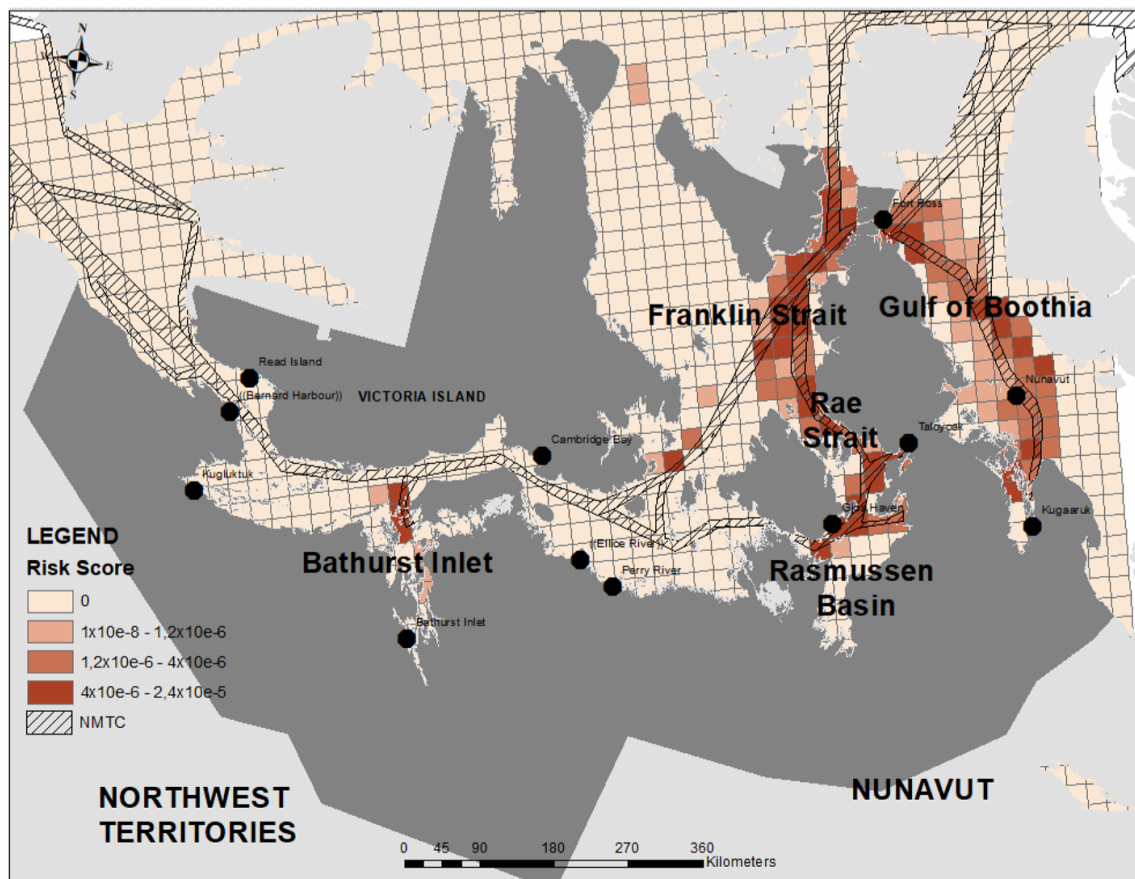 N
W
E
S
Fort Ross
Franklin Strait
Gulf of Boothia
Read Island
((Bernard Harbour))
VICTORIA ISLAND
Nunavut
Rae
Strait
Cambridge Bay
Taloyoak
Kugluktuk
Gjoa Haven
Kugaaruk
((Ellice River))
Bathurst Inlet
Perry River
Rasmussen
Basin
Bathurst Inlet
LEGEND
Risk Score
0
1x10e-8 - 1,2x10e-6
1,2x10e-6 - 4x10e-6
4x10e-6 - 2,4x10e-5
NMTC
NORTHWEST
TERRITORIES
NUNAVUT
0 45 90 180 270 360
Kilometers